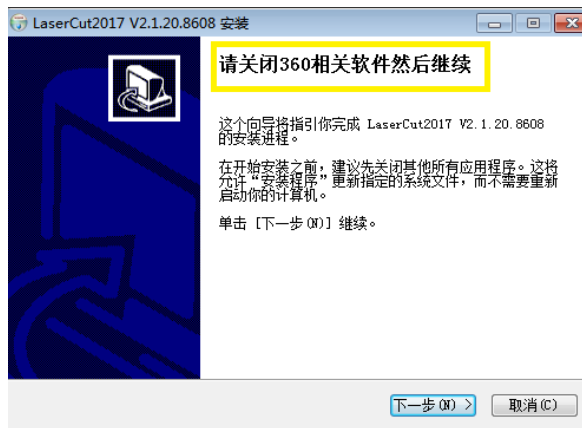 LaserCut2017 V2.1.20.8608 安装
请关闭360相关软件然后继续
这个向导将指引你完成 LaserCut2017 V2.1.20.8608
的安装进程。
在开始安装之前，建议先关闭其他所有应用程序。这将
允许“安装程序”更新指定的系统文件，而不需要重新
启动你的计算机。
单击 [下一步(N)] 继续。
下一步(N) >
取消(C)